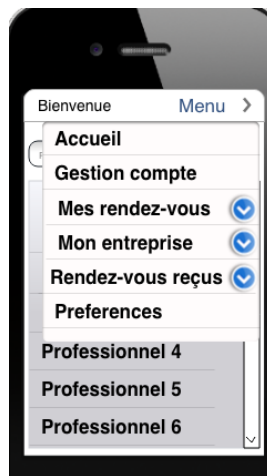 Bienvenue Menu
Accueil
Gestion compte
Mes rendez-vous
Mon entreprise
Rendez-vous reçus
Preferences
Professionnel 4
Professionnel 5
Professionnel 6